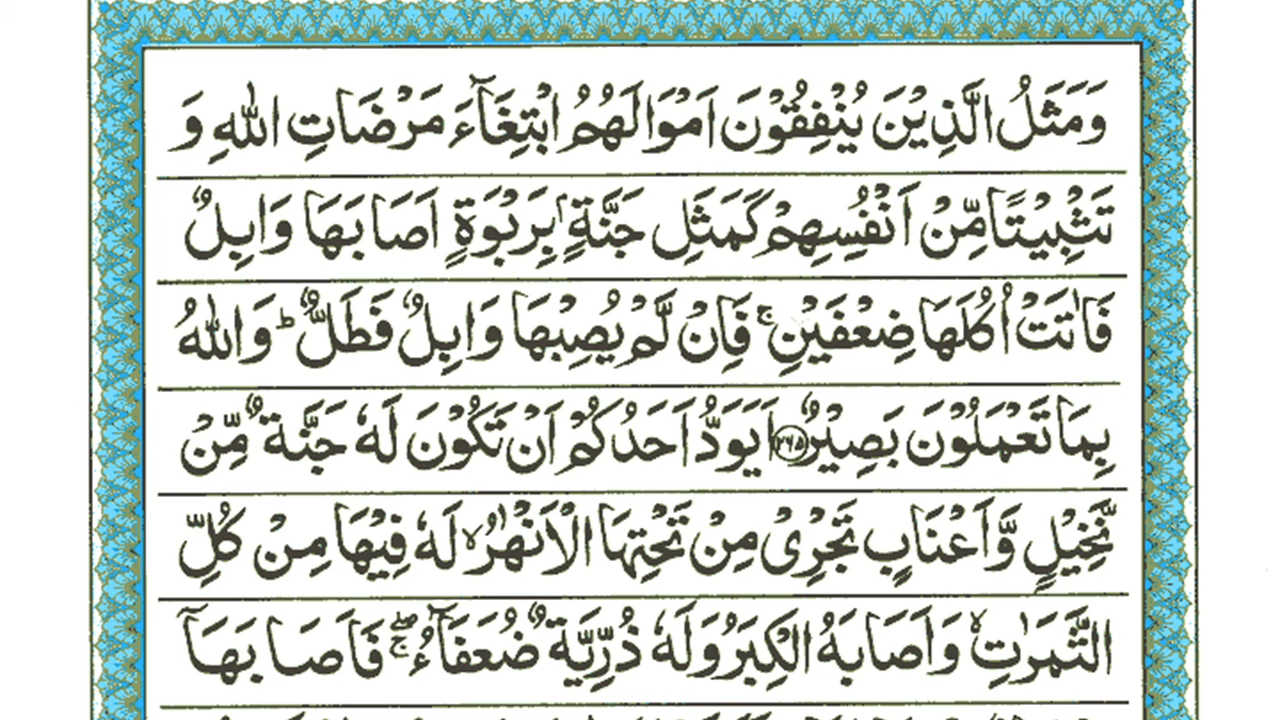 وَمَثَلُ الَّذِيْنَ يُنْفِقُوْنَ اَمْوَالَهُمُ ابْتِغَآءَ مَرْضَاتِ اللّٰهِ وَ
تَثْبِيْتًا مِّنْ اَنْفُسِهِمْ كَمَثَلِ جَنَّةٍۭ بِرَبْوَةٍ اَصَابَهَا وَابِلٌ
فَاٰتَتْ اُكُلَهَا ضِعْفَيْنِ ۚ فَاِنْ لَّمْ يُصِبْهَا وَابِلٌ فَطَلٌّ ؕ وَاللّٰهُ
بِمَا تَعْمَلُوْنَ بَصِيْرٌ ﴿۲۶۵﴾ اَيَوَدُّ اَحَدُكُمْ اَنْ تَكُوْنَ لَهٗ جَنَّةٌ مِّنْ
نَّخِيْلٍ وَّاَعْنَابٍ تَجْرِيْ مِنْ تَحْتِهَا الْاَنْهٰرُ ۙ لَهٗ فِيْهَا مِنْ كُلِّ
الثَّمَرٰتِ ۙ وَاَصَابَهُ الْكِبَرُ وَلَهٗ ذُرِّيَّةٌ ضُعَفَآءُ ۪ۖ فَاَصَابَهَآ